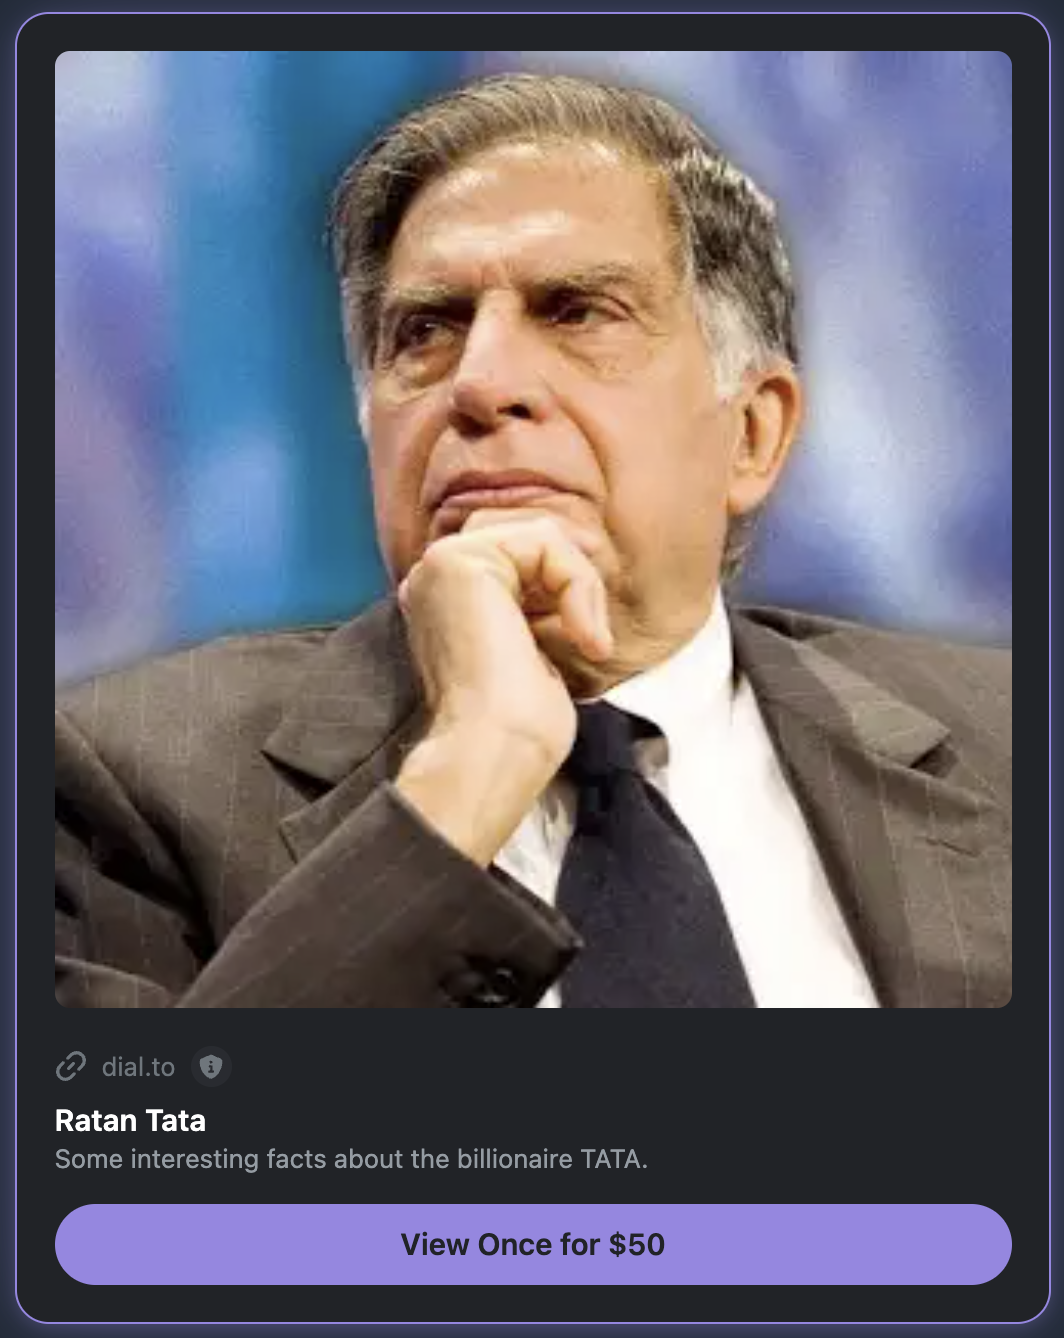 dial.to
Ratan Tata
Some interesting facts about the billionaire TATA.
View Once for $50